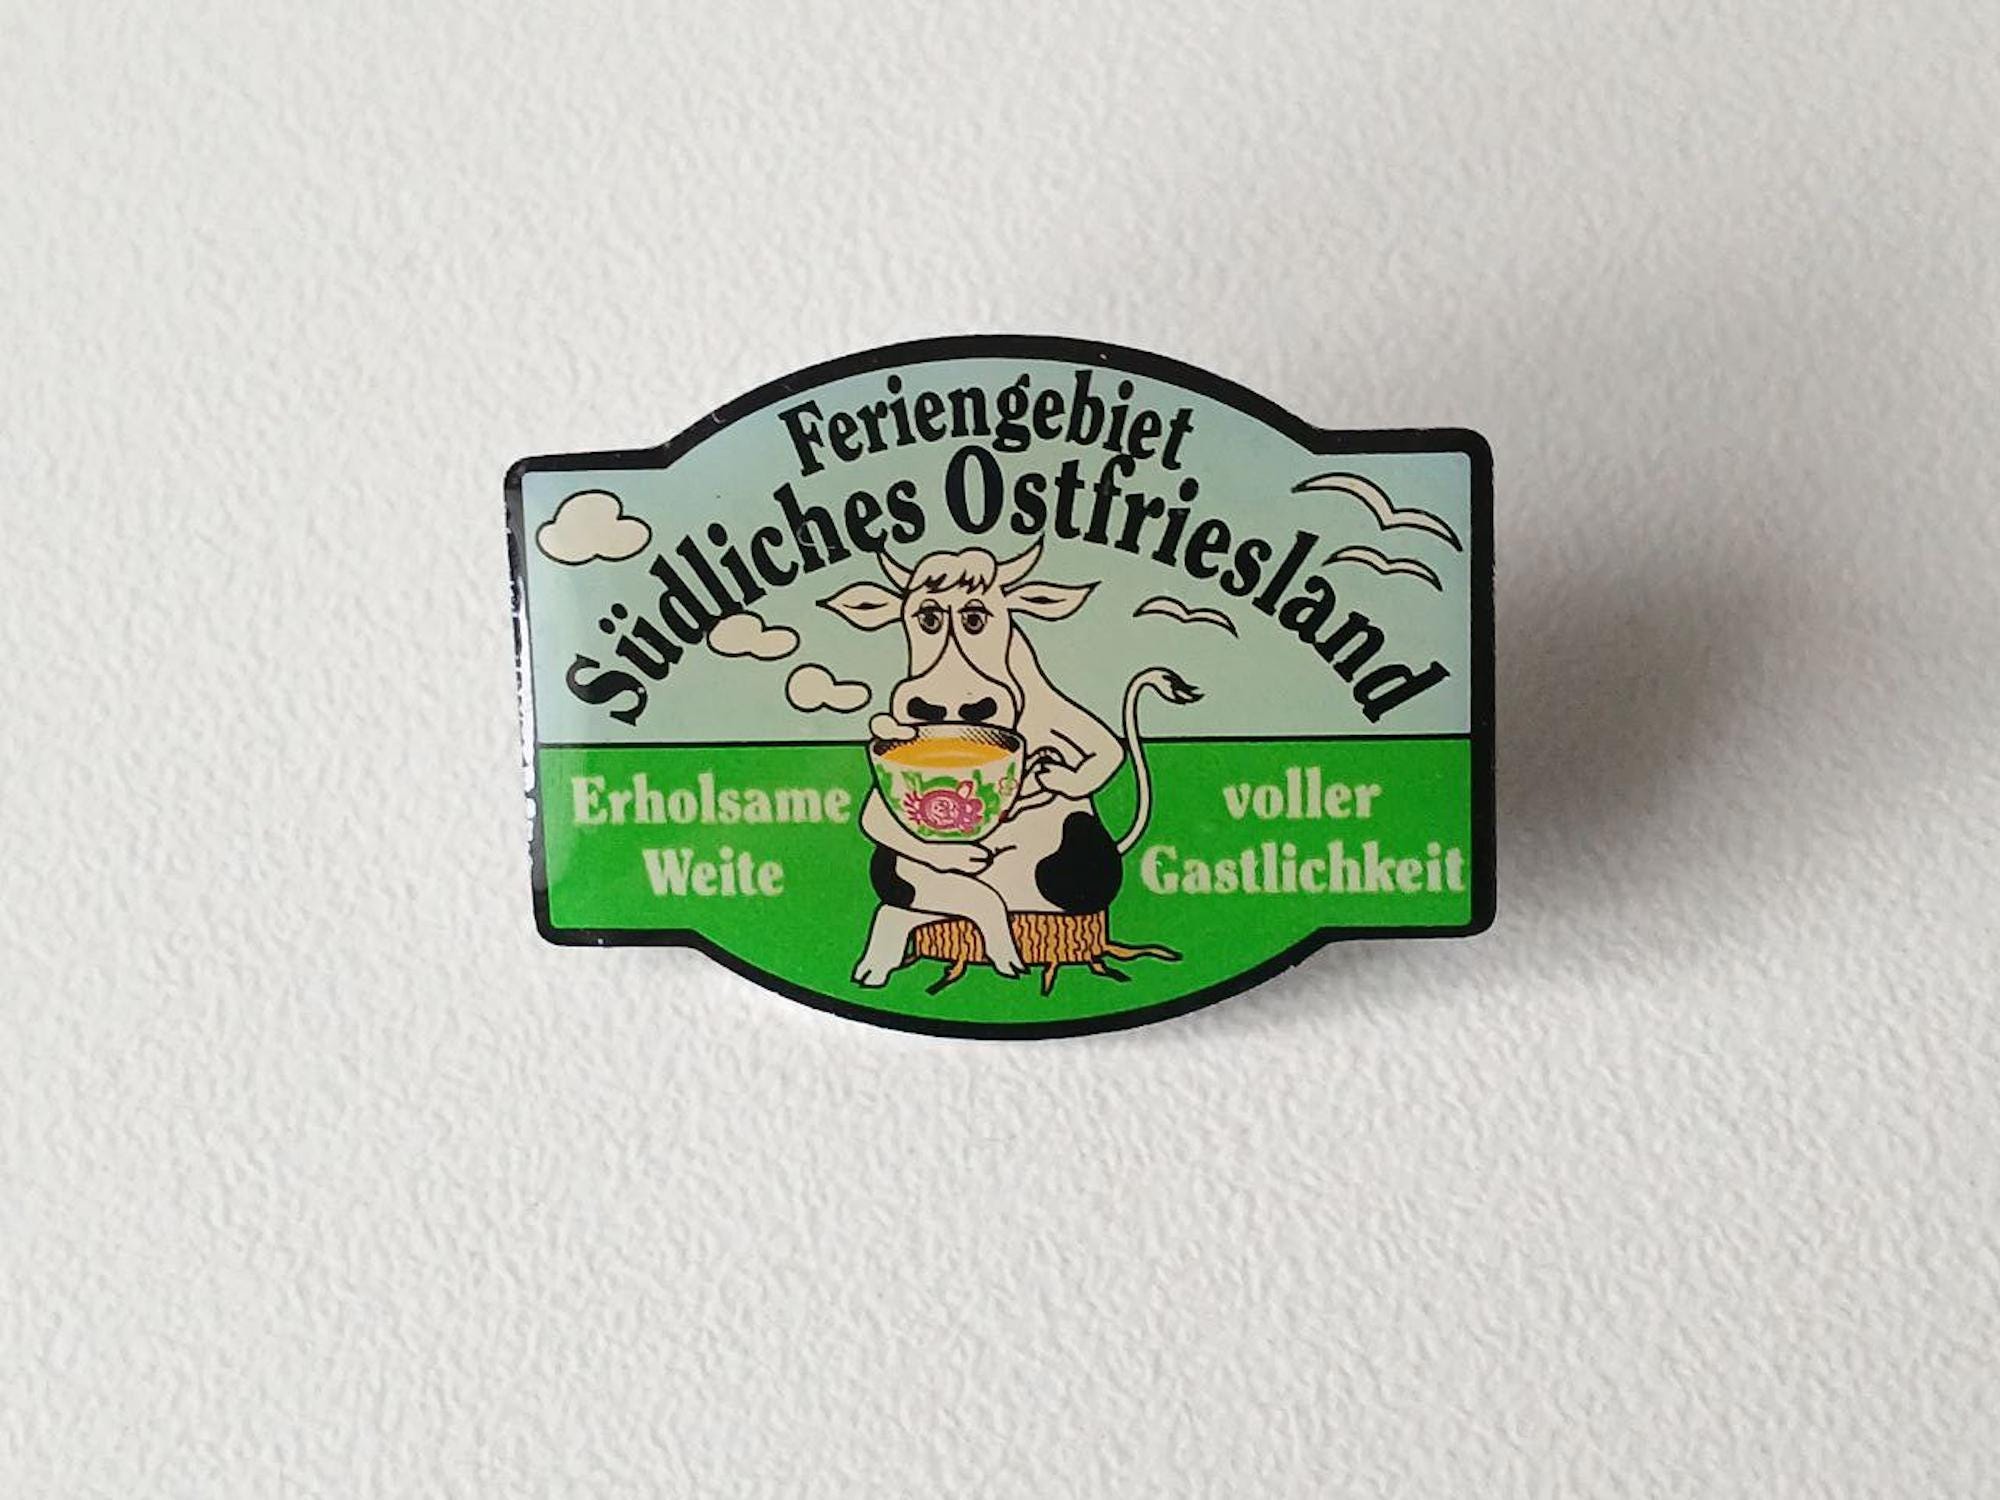 Feriengebiet
Südliches Ostfriesland
Erholsame
Weite
voller
Gastlichkeit